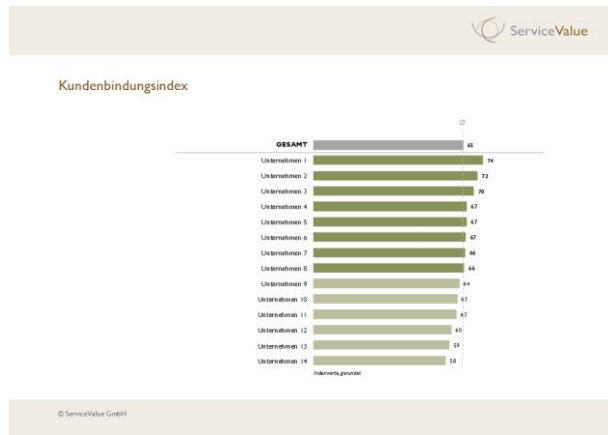 ServiceValue
Kundenbindungsindex
Ø
GESAMT 65
Unternehmen 1 74
Unternehmen 2 72
Unternehmen 3 70
Unternehmen 4 67
Unternehmen 5 67
Unternehmen 6 67
Unternehmen 7 66
Unternehmen 8 66
Unternehmen 9 64
Unternehmen 10 63
Unternehmen 11 63
Unternehmen 12 60
Unternehmen 13 59
Unternehmen 14 58
Indexwerte, gerundet
© ServiceValue GmbH